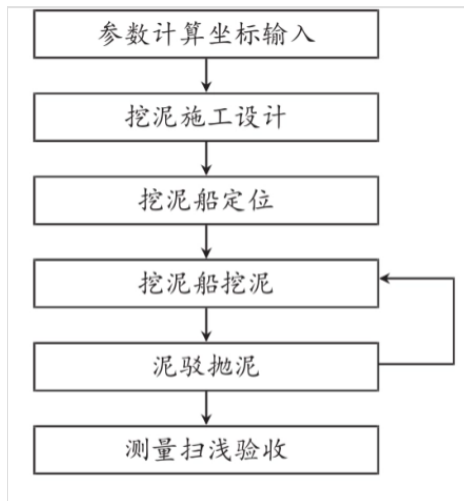 参数计算坐标输入
挖泥施工设计
挖泥船定位
挖泥船挖泥
泥驳抛泥
测量扫浅验收